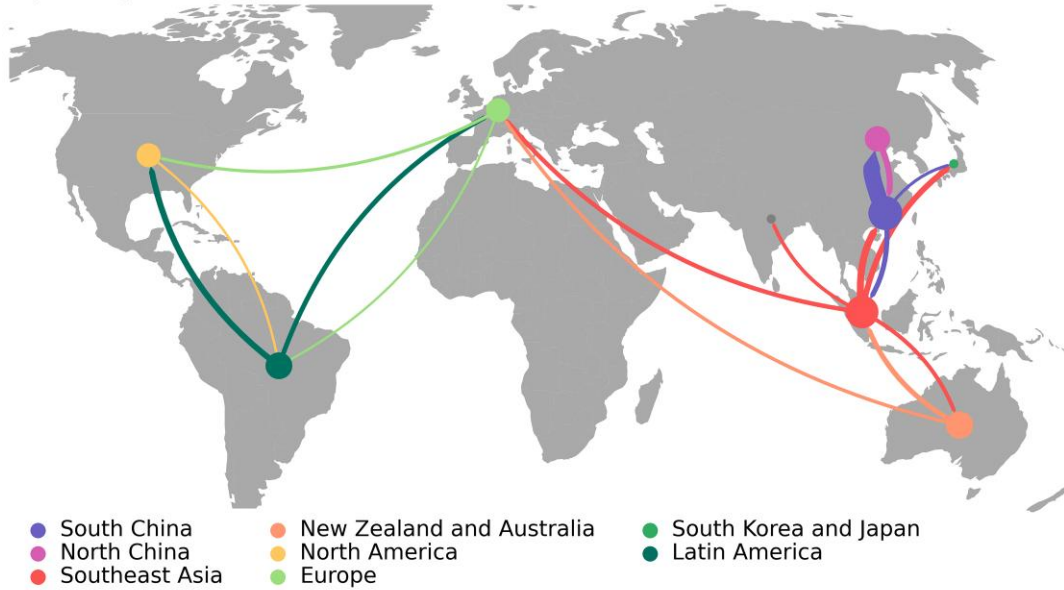 South China
North China
Southeast Asia
New Zealand and Australia
North America
Europe
South Korea and Japan
Latin America